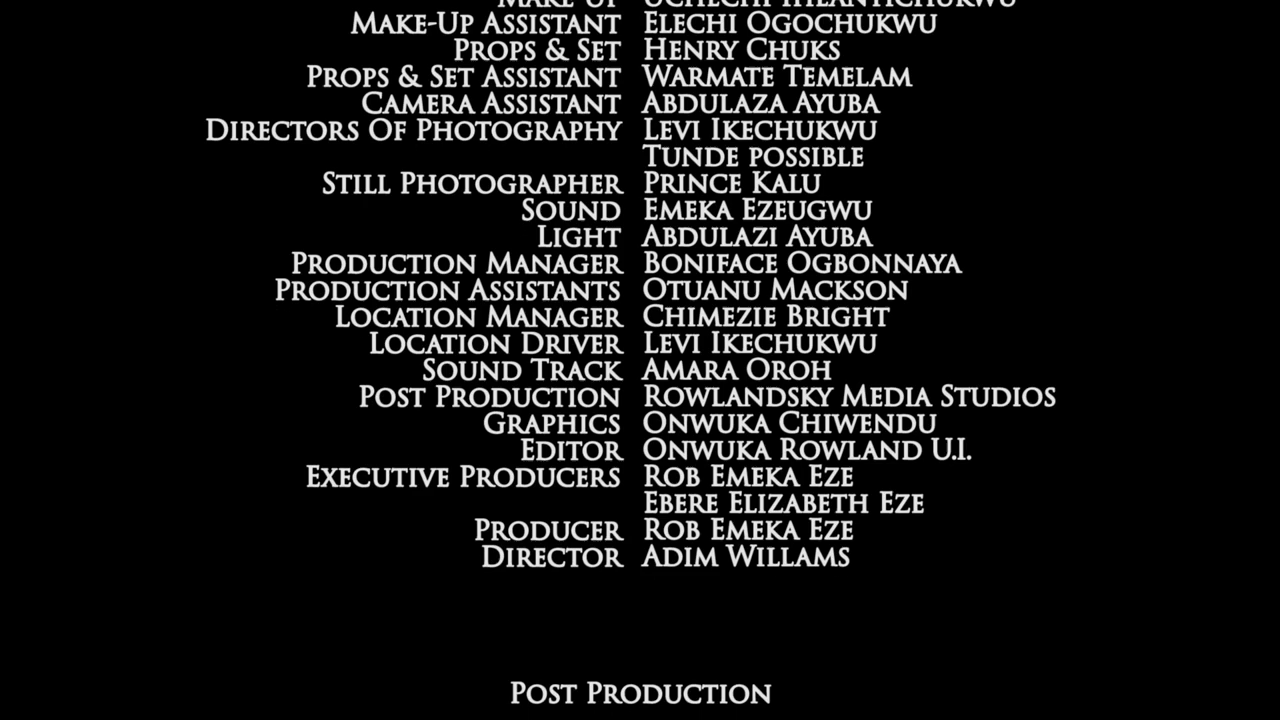 MAKE-UP
MAKE-UP ASSISTANT ELECHI OGOCHUKWU
PROPS & SET HENRY CHUKS
PROPS & SET ASSISTANT WARMATE TEMELAM
CAMERA ASSISTANT ABDULAZA AYUBA
DIRECTORS OF PHOTOGRAPHY LEVI IKECHUKWU
TUNDE POSSIBLE
STILL PHOTOGRAPHER PRINCE KALU
SOUND EMEKA EZEUGWU
LIGHT ABDULAZI AYUBA
PRODUCTION MANAGER BONIFACE OGBONNAYA
PRODUCTION ASSISTANTS OTUANU MACKSON
LOCATION MANAGER CHIMEZIE BRIGHT
LOCATION DRIVER LEVI IKECHUKWU
SOUND TRACK AMARA OROH
POST PRODUCTION ROWLANDSKY MEDIA STUDIOS
GRAPHICS ONWUKA CHIWENDU
EDITOR ONWUKA ROWLAND U.I.
EXECUTIVE PRODUCERS ROB EMEKA EZE
EBERE ELIZABETH EZE
PRODUCER ROB EMEKA EZE
DIRECTOR ADIM WILLAMS
POST PRODUCTION